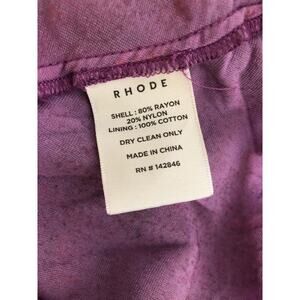 RHODE
SHELL : 80% RAYON
20% NYLON
LINING : 100% COTTON
DRY CLEAN ONLY
MADE IN CHINA
RN # 142846